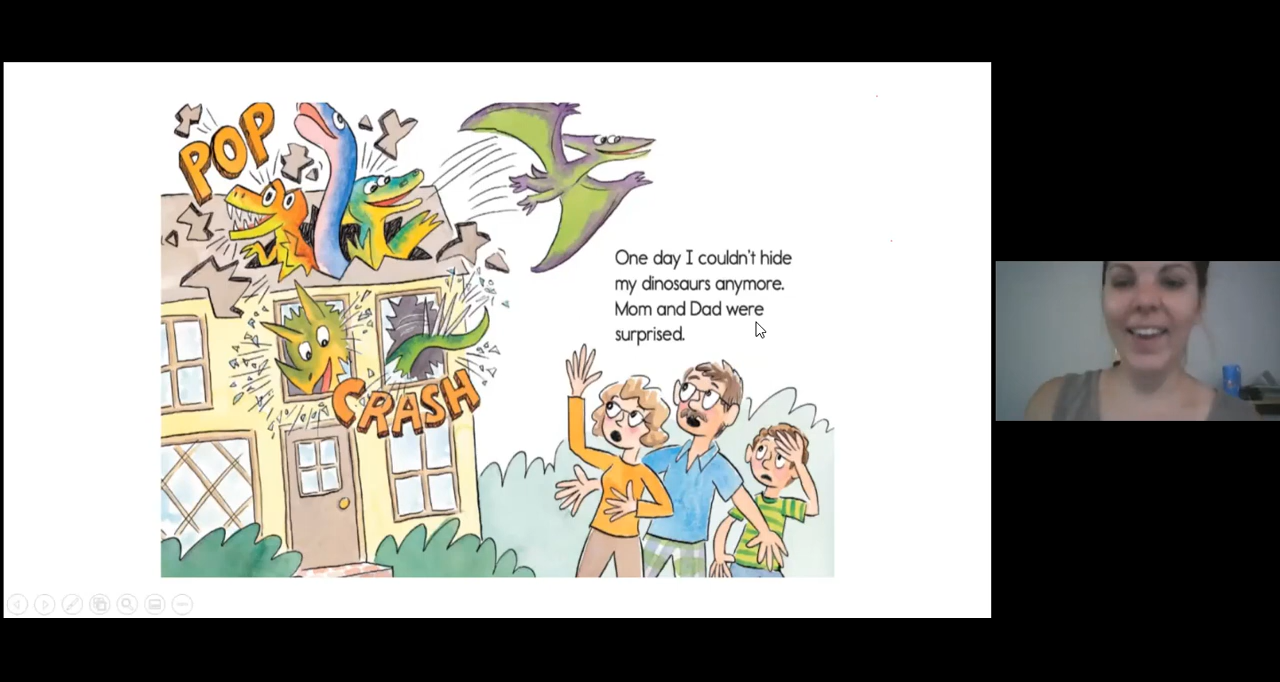 POP
One day I couldn't hide
my dinosaurs anymore.
Mom and Dad were
surprised.
CRASH